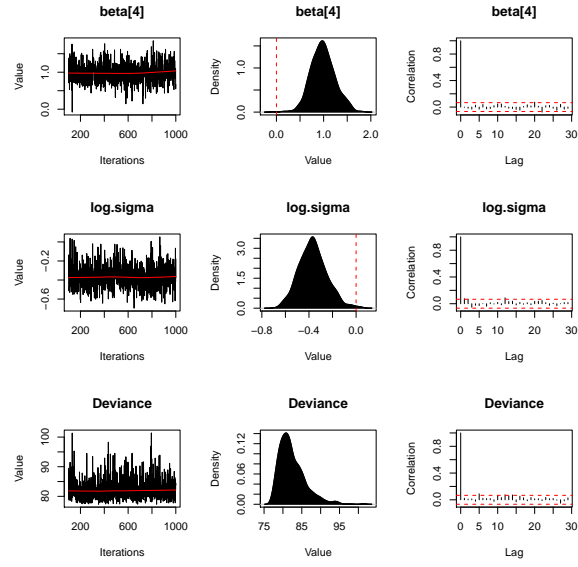 beta[4] beta[4] beta[4]
Value 0.0 1.0
200 600 1000
Iterations
Density 0.0 1.0
0.0 1.0 2.0
Value
Correlation 0.0 0.4 0.8
0 5 10 20 30
Lag
log.sigma log.sigma log.sigma
Value −0.6 −0.2
200 600 1000
Iterations
Density 0.0 1.5 3.0
−0.8 −0.4 0.0
Value
Correlation 0.0 0.4 0.8
0 5 10 20 30
Lag
Deviance Deviance Deviance
Value 80 90 100
200 600 1000
Iterations
Density 0.00 0.06 0.12
75 85 95
Value
Correlation 0.0 0.4 0.8
0 5 10 20 30
Lag